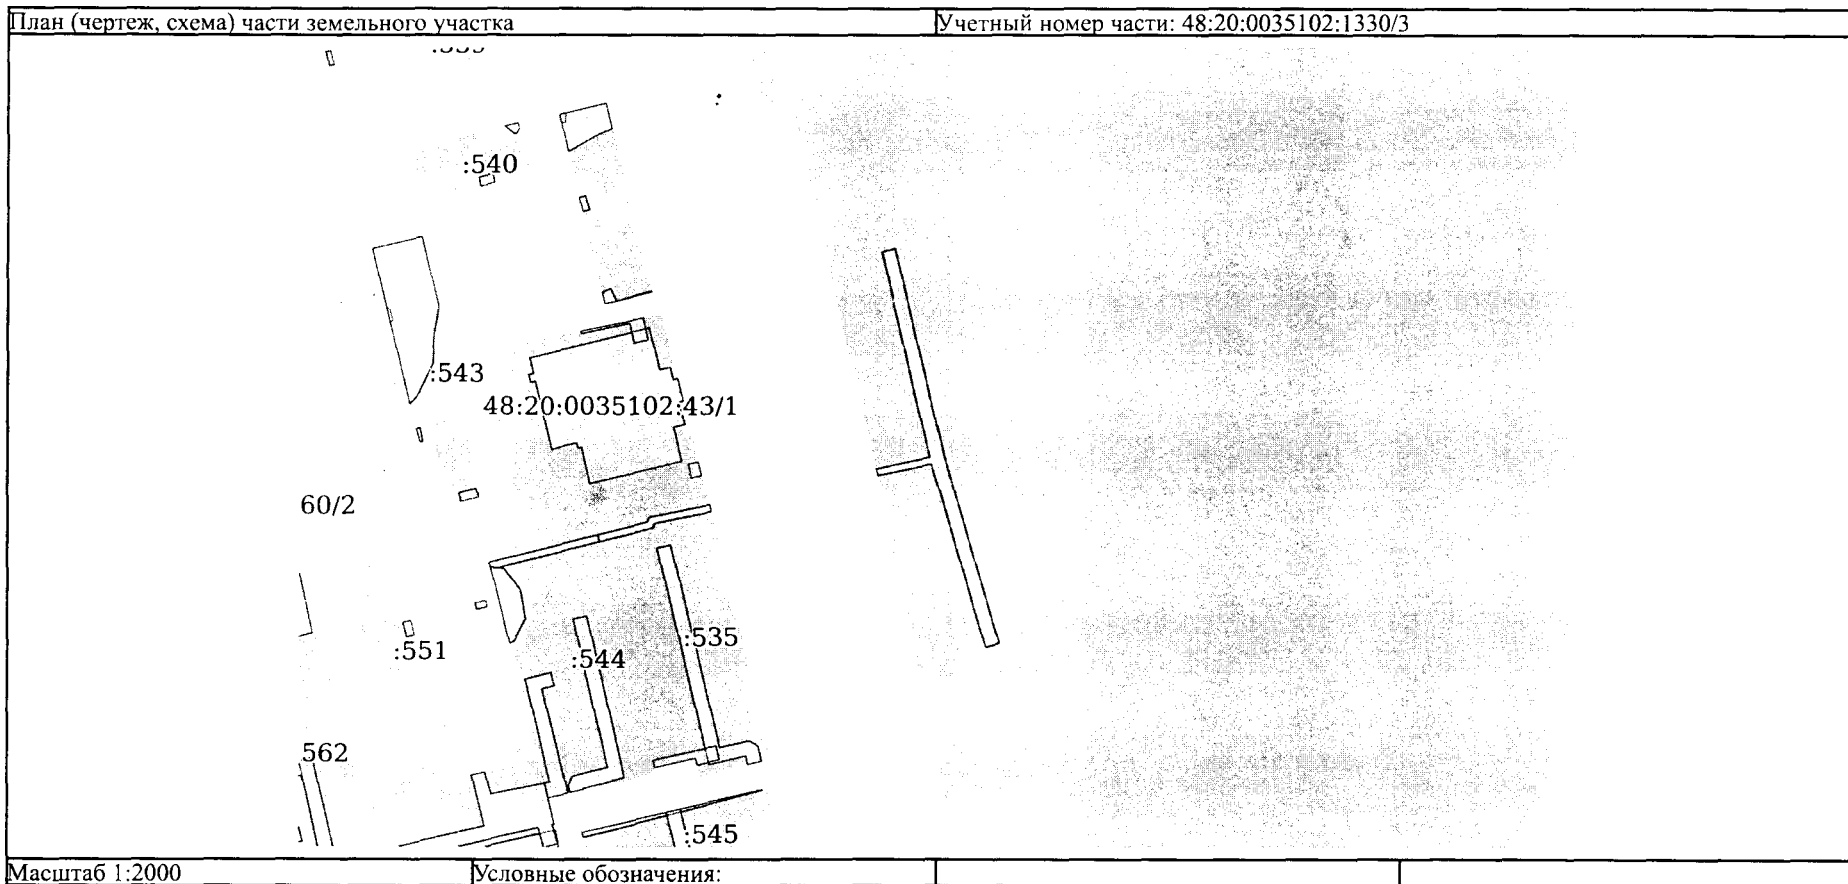 План (чертеж, схема) части земельного участка
Учетный номер части: 48:20:0035102:1330/3
:540
:543
48:20:0035102:43/1
60/2
:535
:551
:544
562
:545
Масштаб 1:2000
Условные обозначения: